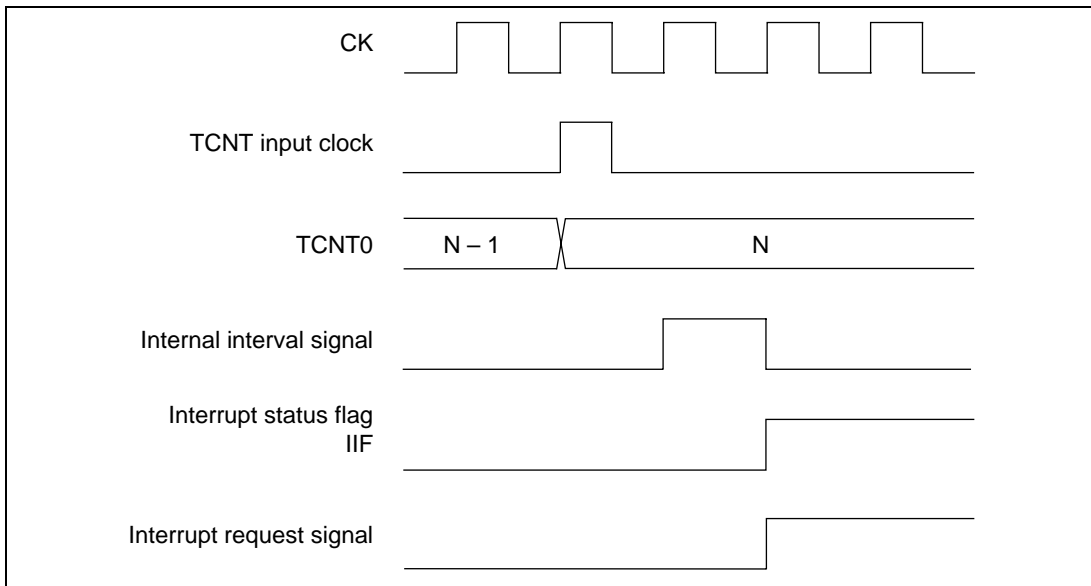 CK
TCNT input clock
TCNT0
N – 1
N
Internal interval signal
Interrupt status flag
IIF
Interrupt request signal